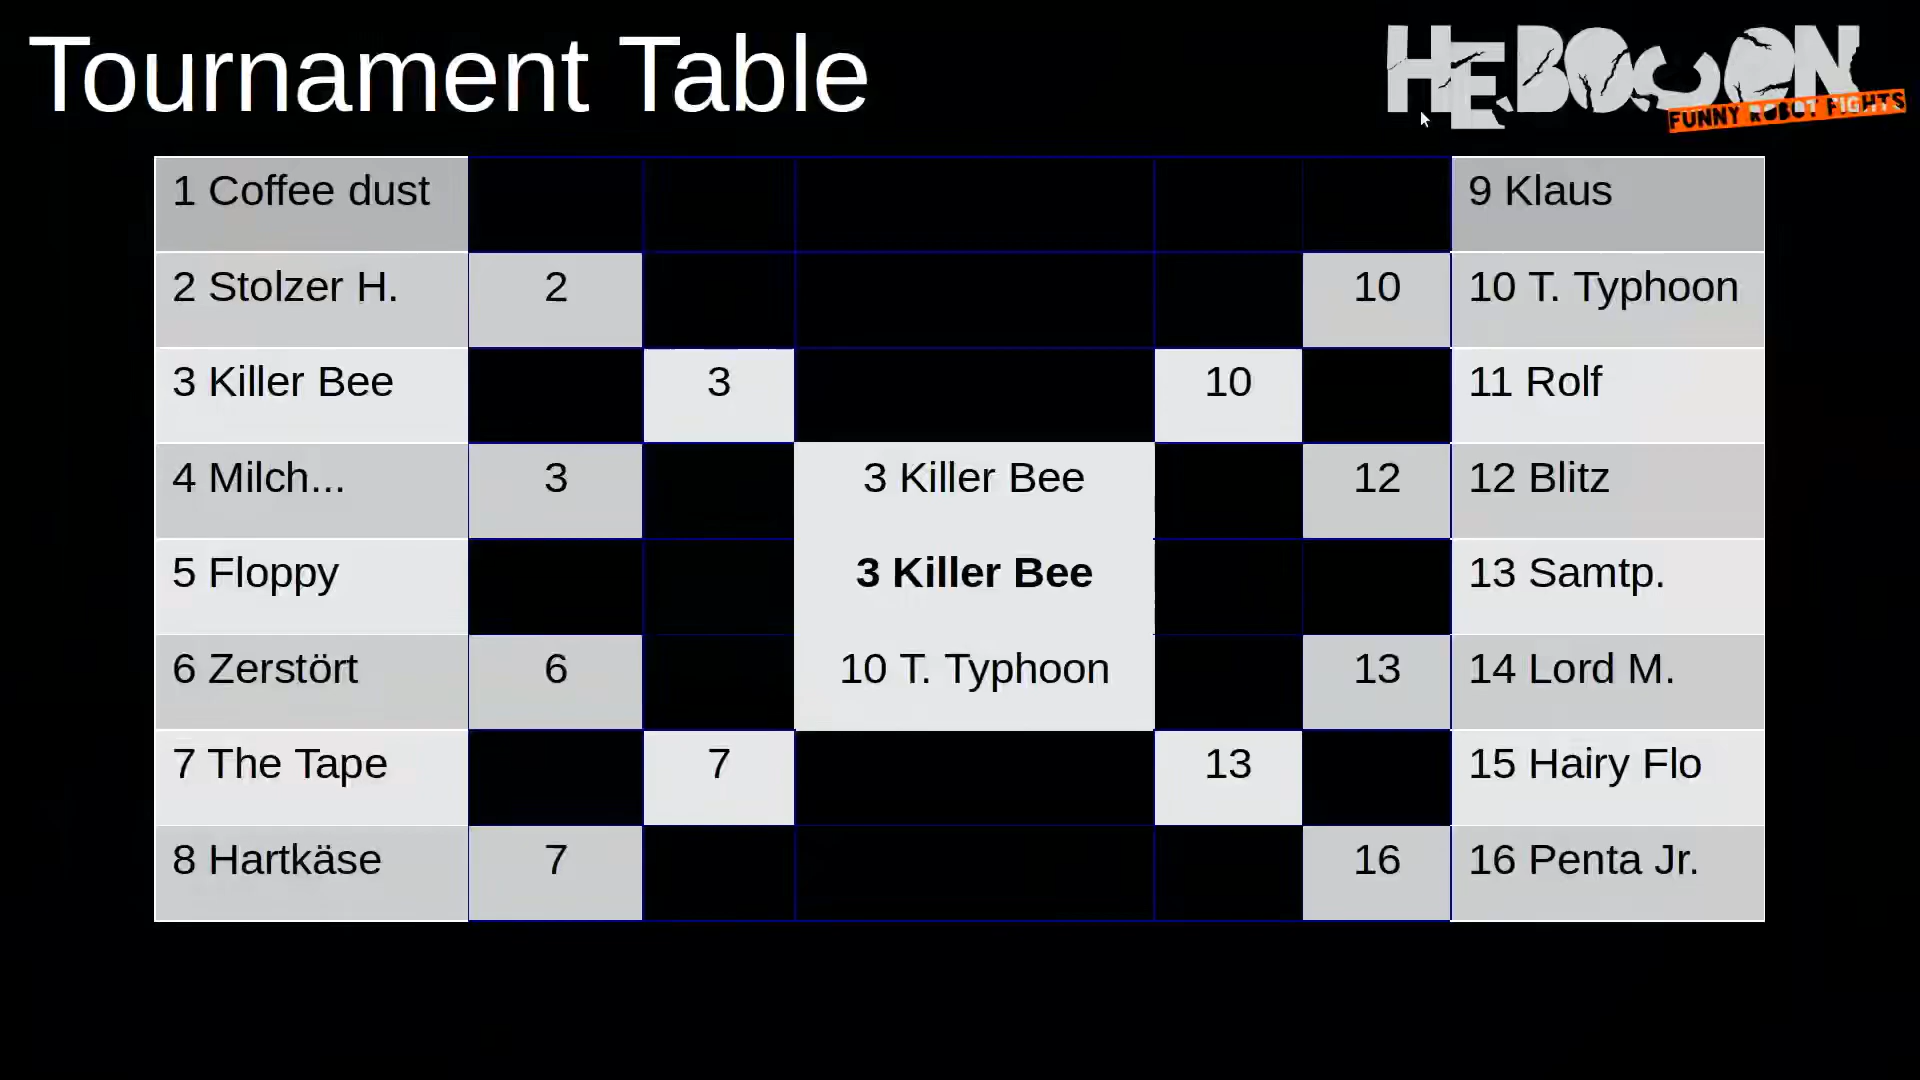 Tournament Table
HEBOCON
FUNNY ROBOT FIGHTS
1 Coffee dust
9 Klaus
2 Stolzer H.
2
10
10 T. Typhoon
3 Killer Bee
3
10
11 Rolf
4 Milch...
3
3 Killer Bee
12
12 Blitz
5 Floppy
3 Killer Bee
13 Samtp.
6 Zerstört
6
10 T. Typhoon
13
14 Lord M.
7 The Tape
7
13
15 Hairy Flo
8 Hartkäse
7
16
16 Penta Jr.